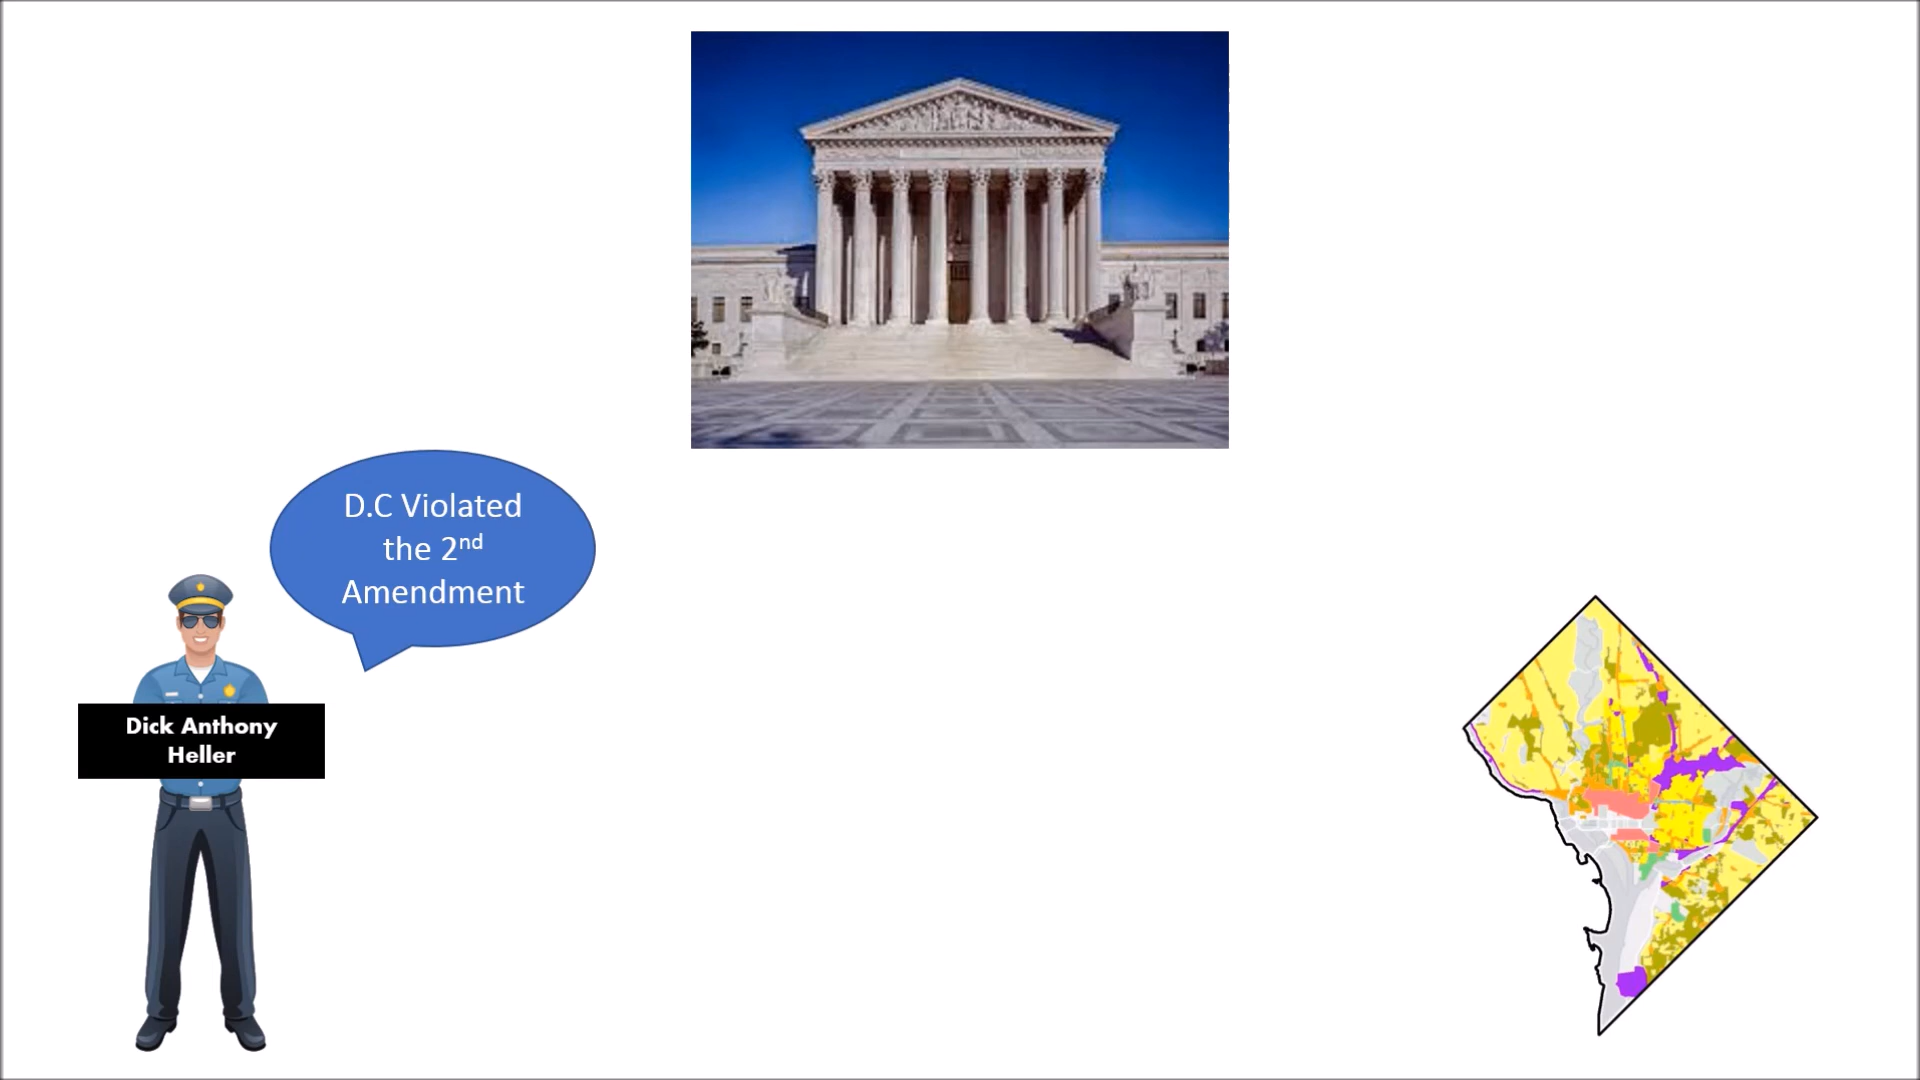 D.C Violated
the 2nd
Amendment
Dick Anthony
Heller